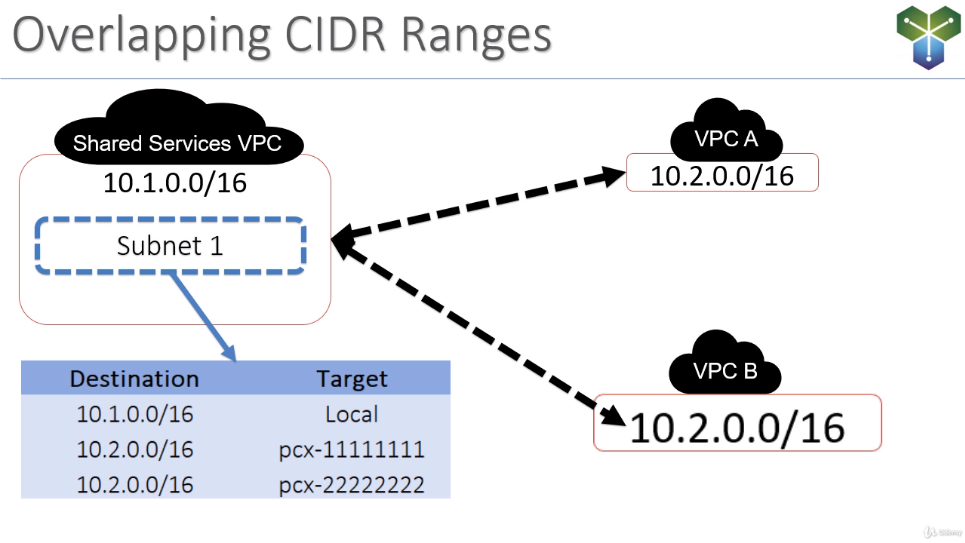 Overlapping CIDR Ranges
Shared Services VPC
10.1.0.0/16
Subnet 1
VPC A
10.2.0.0/16
VPC B
10.2.0.0/16
Destination Target
10.1.0.0/16 Local
10.2.0.0/16 pcx-11111111
10.2.0.0/16 pcx-22222222
Udemy